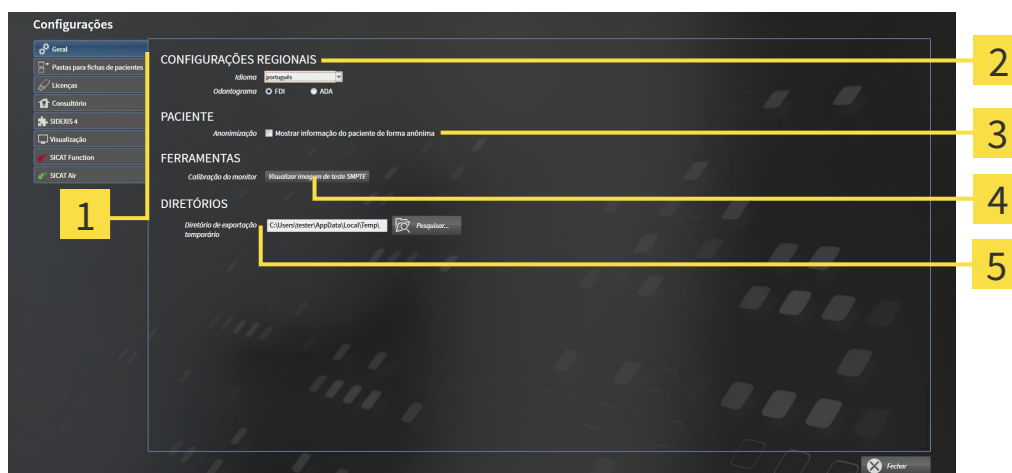 Configurações
Geral
Pastas para fichas de pacientes
Licenças
Consultório
SIDEXIS 4
Visualização
SICAT Function
SICAT Air
CONFIGURAÇÕES REGIONAIS
Idioma português
Odontograma FDI ADA
PACIENTE
Anonimização Mostrar informação do paciente de forma anônima
FERRAMENTAS
Calibração do monitor Visualizar imagem de teste SMPTE
DIRETÓRIOS
Diretório de exportação temporário C:\Users\tester\AppData\Local\Temp\ Pesquisar...
Fechar
1
2
3
4
5